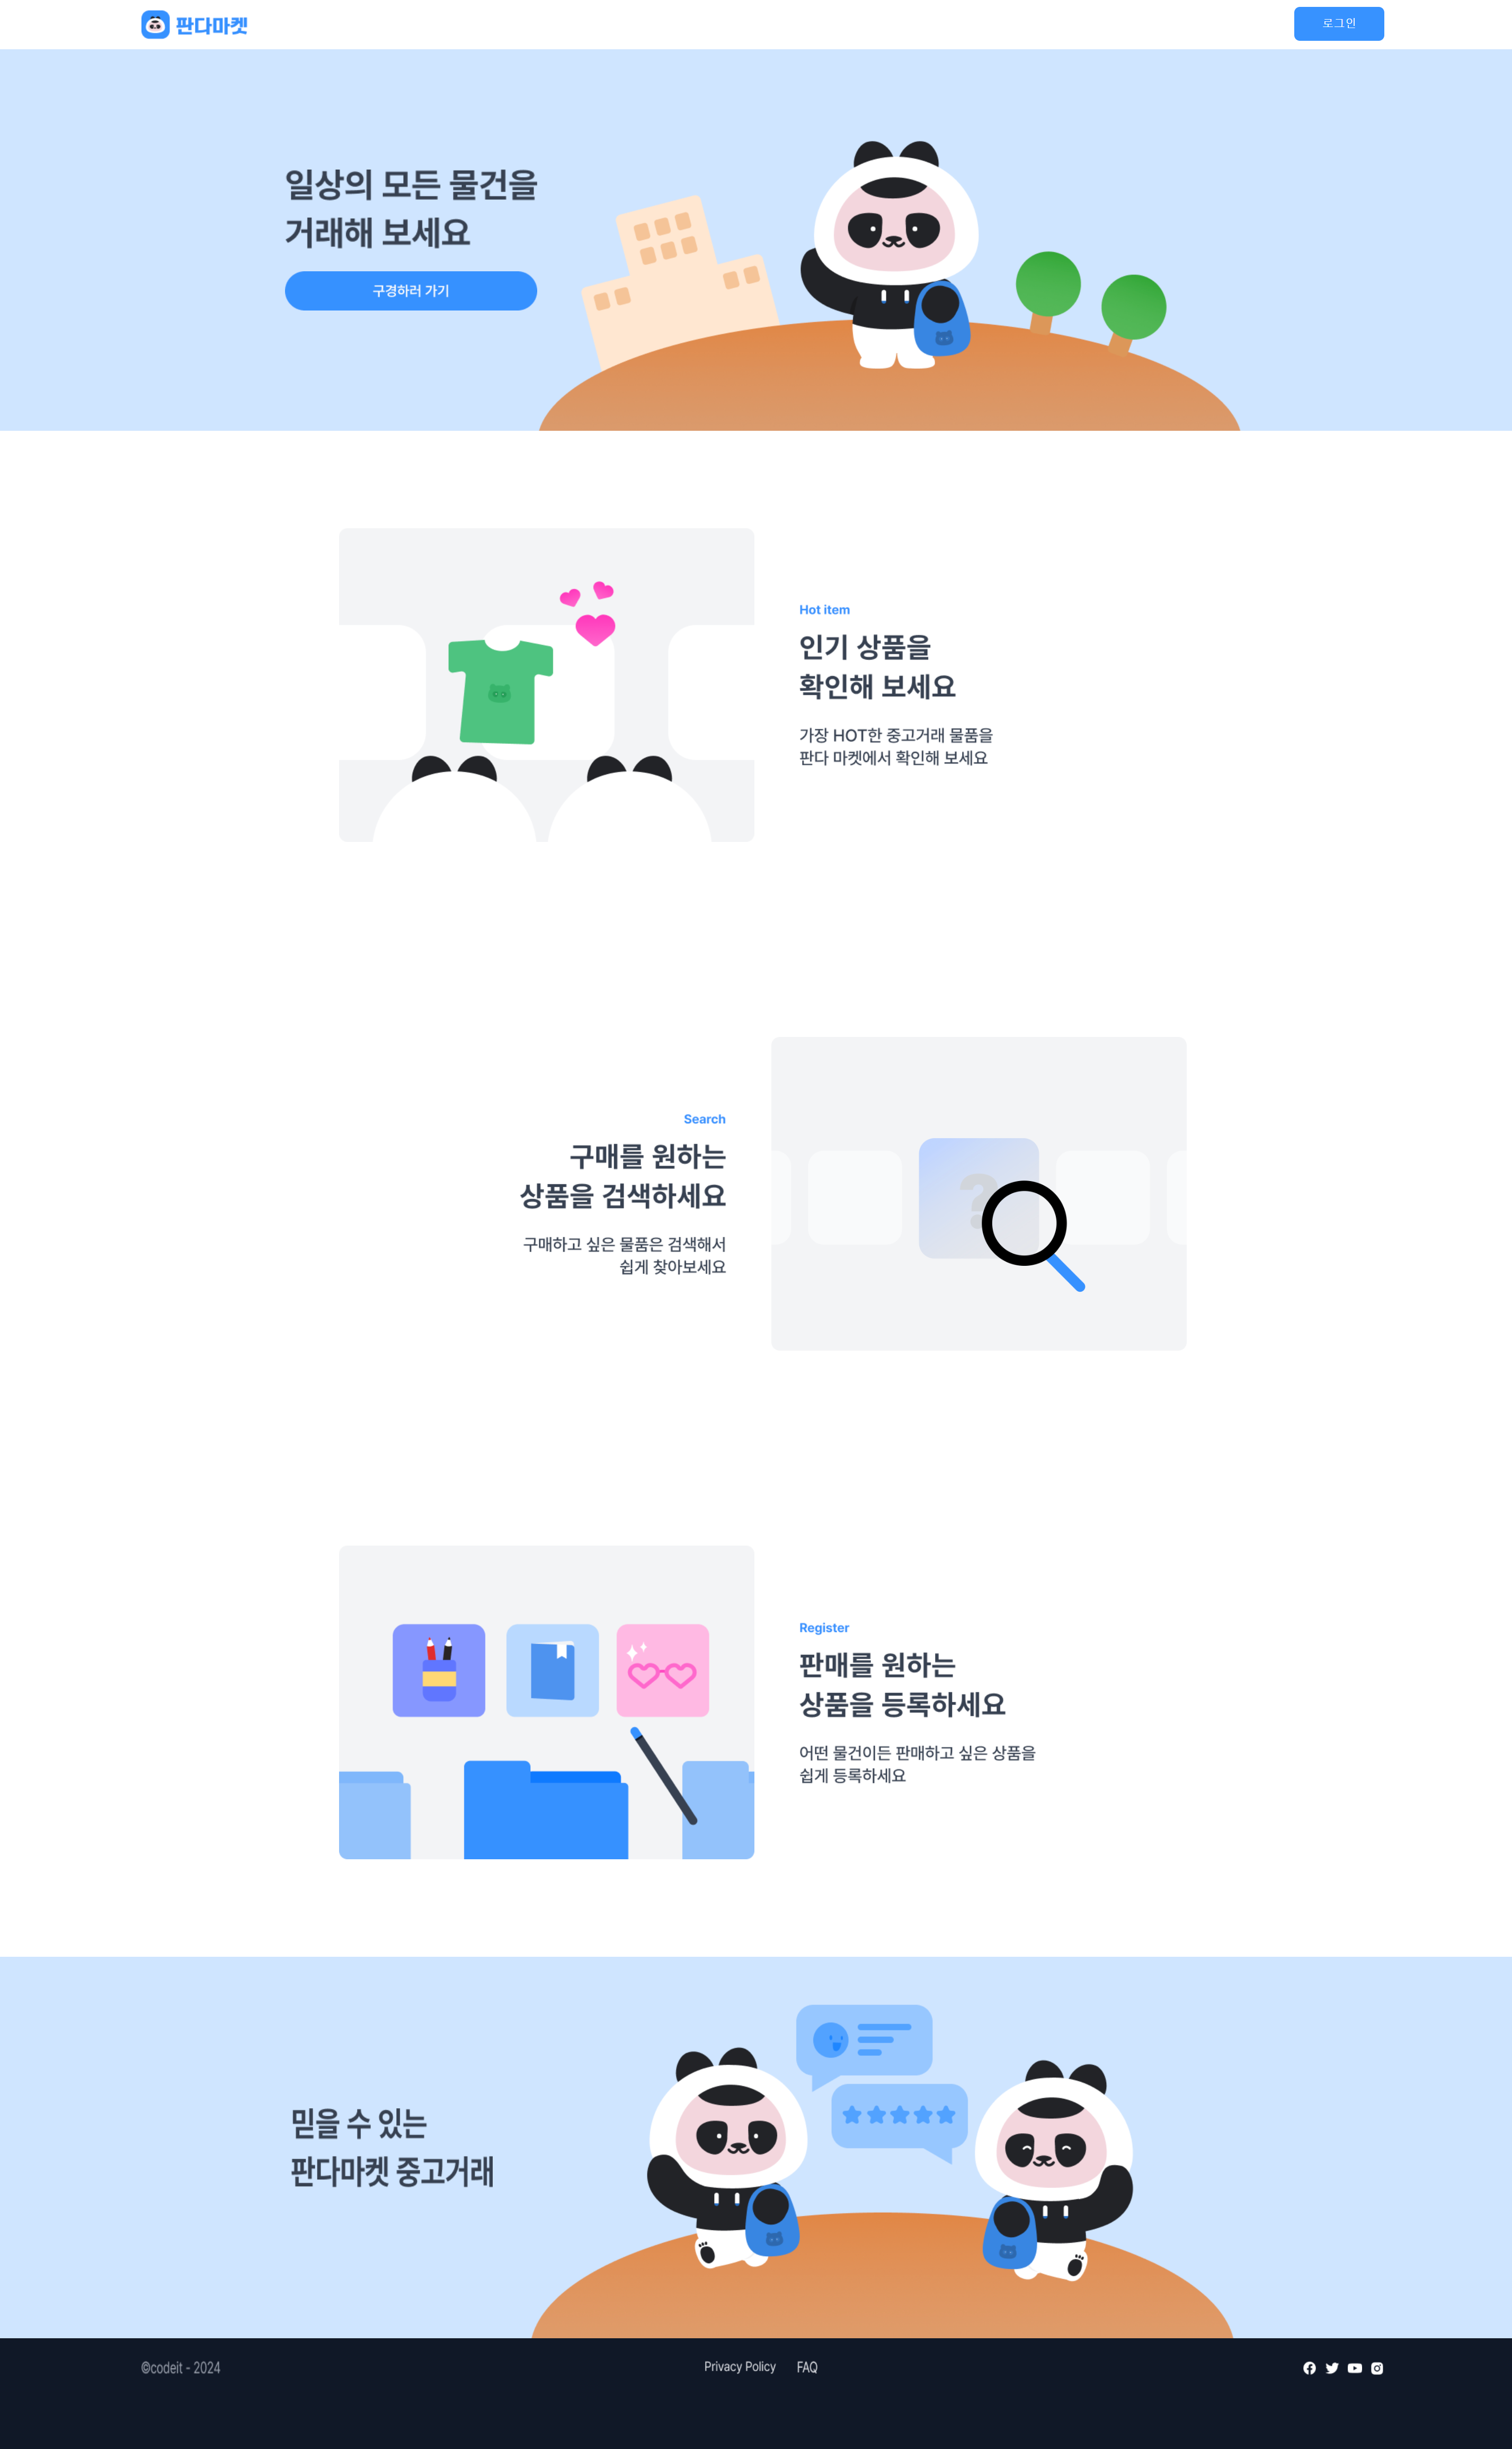 판다마켓
로그인
일상의 모든 물건을
거래해 보세요
구경하러 가기
Hot item
인기 상품을
확인해 보세요
가장 HOT한 중고거래 물품을
판다 마켓에서 확인해 보세요
Search
구매를 원하는
상품을 검색하세요
구매하고 싶은 물품은 검색해서
쉽게 찾아보세요
?
Register
판매를 원하는
상품을 등록하세요
어떤 물건이든 판매하고 싶은 상품을
쉽게 등록하세요
믿을 수 있는
판다마켓 중고거래
©codeit - 2024
Privacy Policy
FAQ